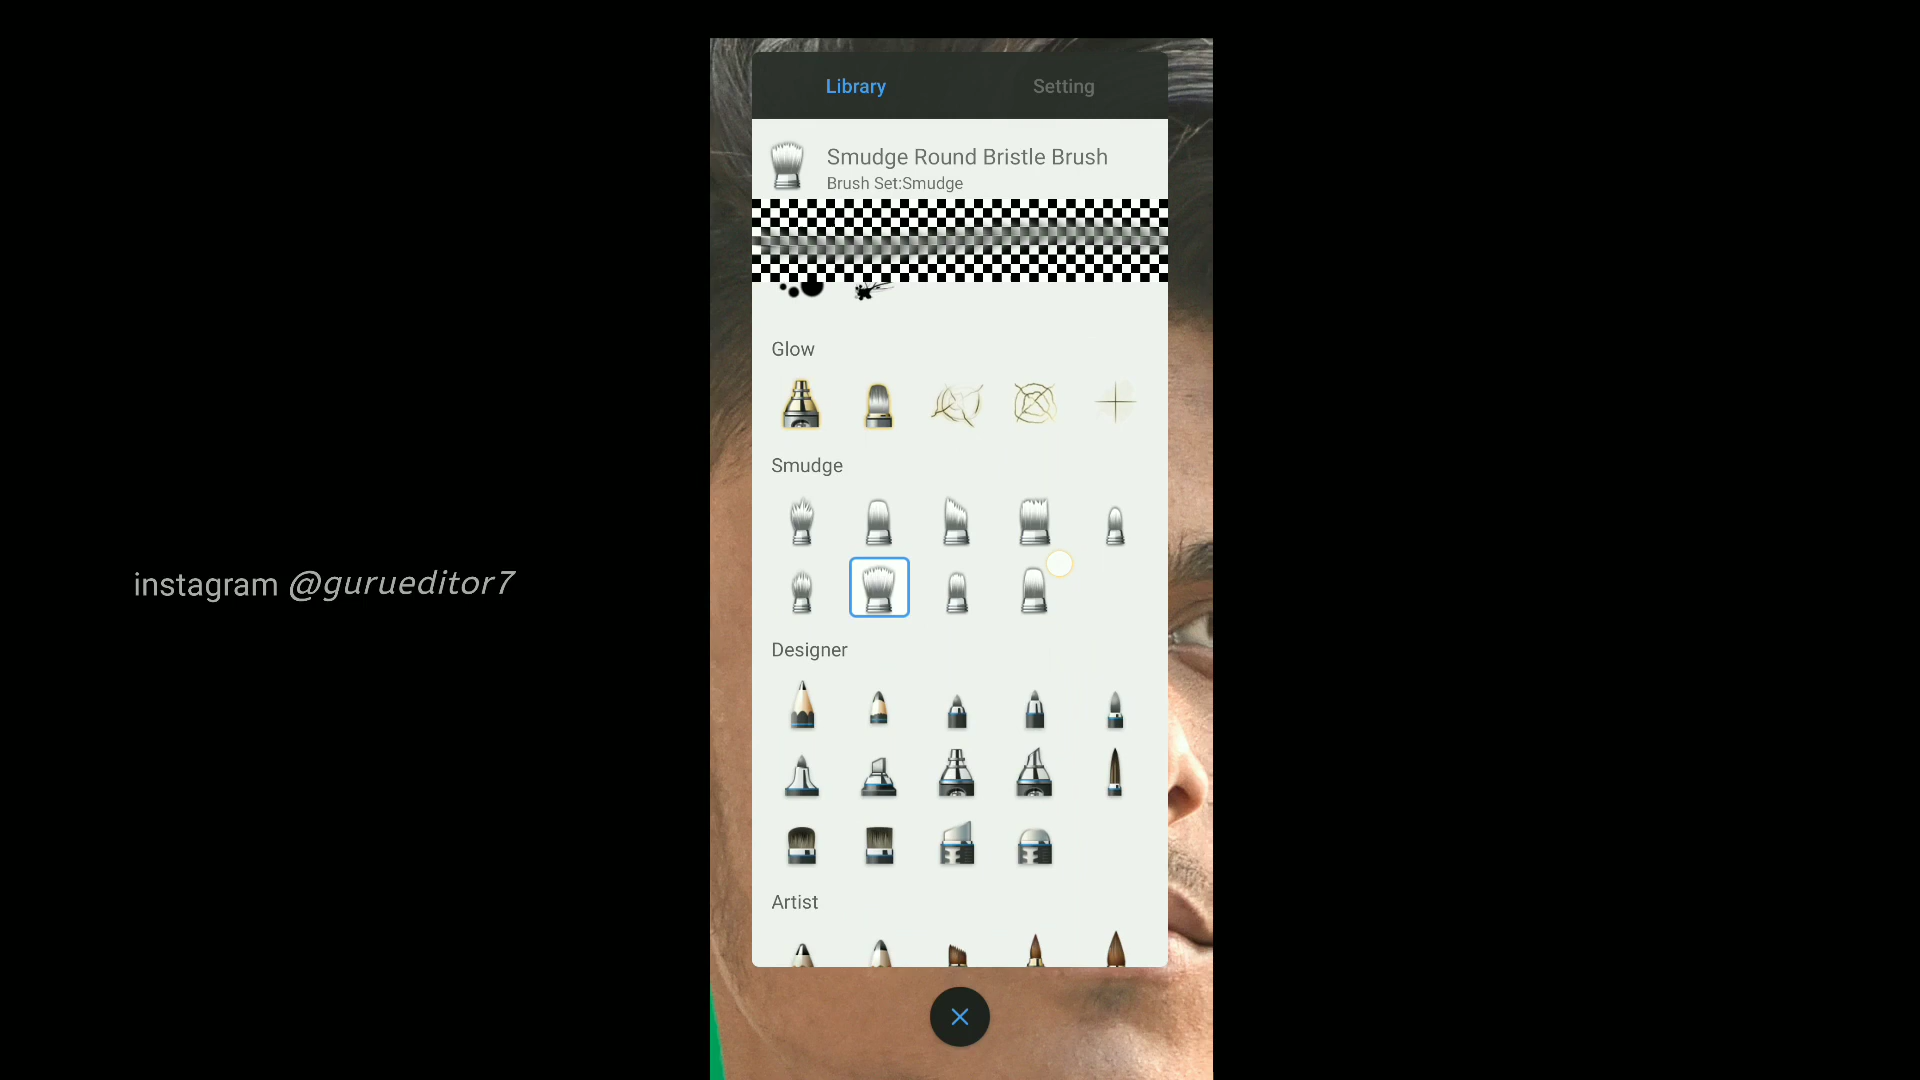 Library
Setting
Smudge Round Bristle Brush
Brush Set:Smudge
Glow
Smudge
instagram @gurueditor7
Designer
Artist